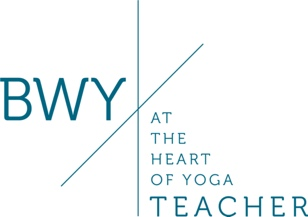 BWY
AT
THE
HEART
OF YOGA
TEACHER